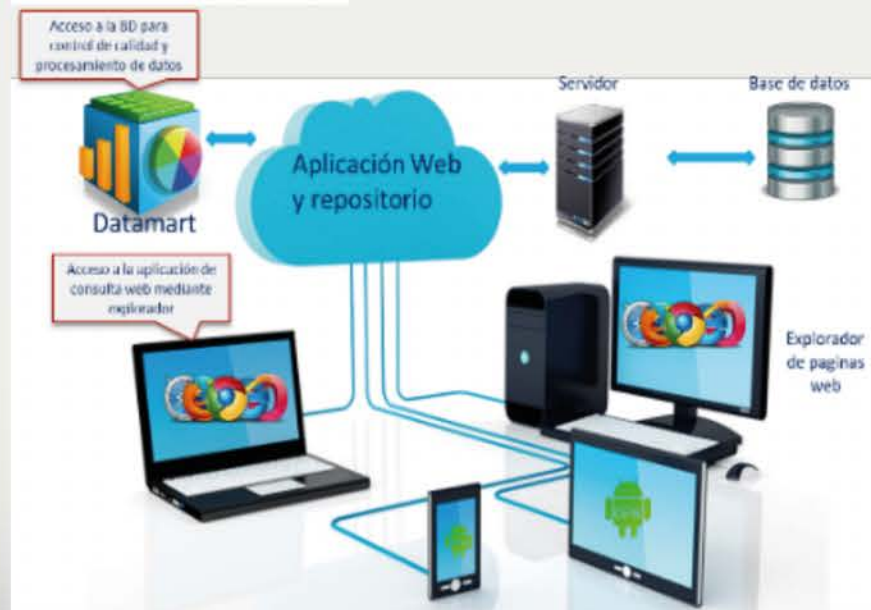 Acceso a la BD para
control de calidad y
procesamiento de datos
Servidor
Base de datos
Aplicación Web
y repositorio
Datamart
Acceso a la aplicación de
consulta web mediante
explorador
Explorador
de paginas
web